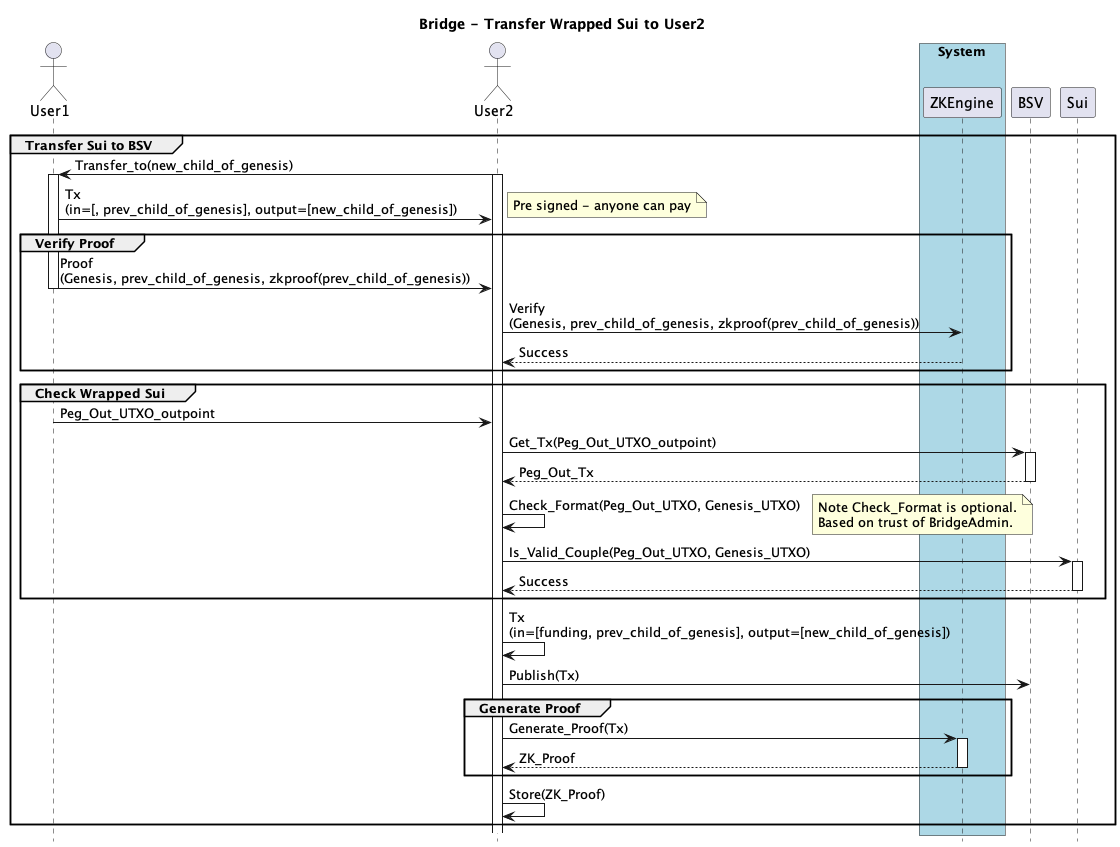 Bridge - Transfer Wrapped Sui to User2
System
User1
User2
ZKEngine
BSV
Sui
Transfer Sui to BSV
Transfer_to(new_child_of_genesis)
Tx
(in=[, prev_child_of_genesis], output=[new_child_of_genesis])
Pre signed - anyone can pay
Verify Proof
Proof
(Genesis, prev_child_of_genesis, zkproof(prev_child_of_genesis))
Verify
(Genesis, prev_child_of_genesis, zkproof(prev_child_of_genesis))
Success
Check Wrapped Sui
Peg_Out_UTXO_outpoint
Get_Tx(Peg_Out_UTXO_outpoint)
Peg_Out_Tx
Check_Format(Peg_Out_UTXO, Genesis_UTXO)
Note Check_Format is optional.
Based on trust of BridgeAdmin.
Is_Valid_Couple(Peg_Out_UTXO, Genesis_UTXO)
Success
Tx
(in=[funding, prev_child_of_genesis], output=[new_child_of_genesis])
Publish(Tx)
Generate Proof
Generate_Proof(Tx)
ZK_Proof
Store(ZK_Proof)